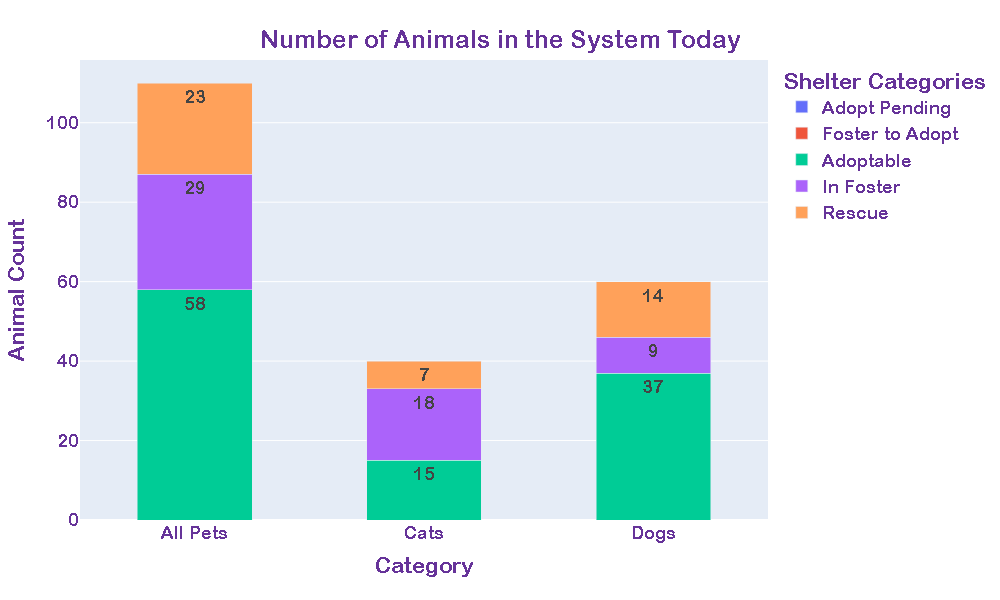 Number of Animals in the System Today
Shelter Categories
Adopt Pending
Foster to Adopt
Adoptable
In Foster
Rescue
Animal Count
100
80
60
40
20
0
23
29
58
7
18
15
14
9
37
All Pets
Cats
Dogs
Category